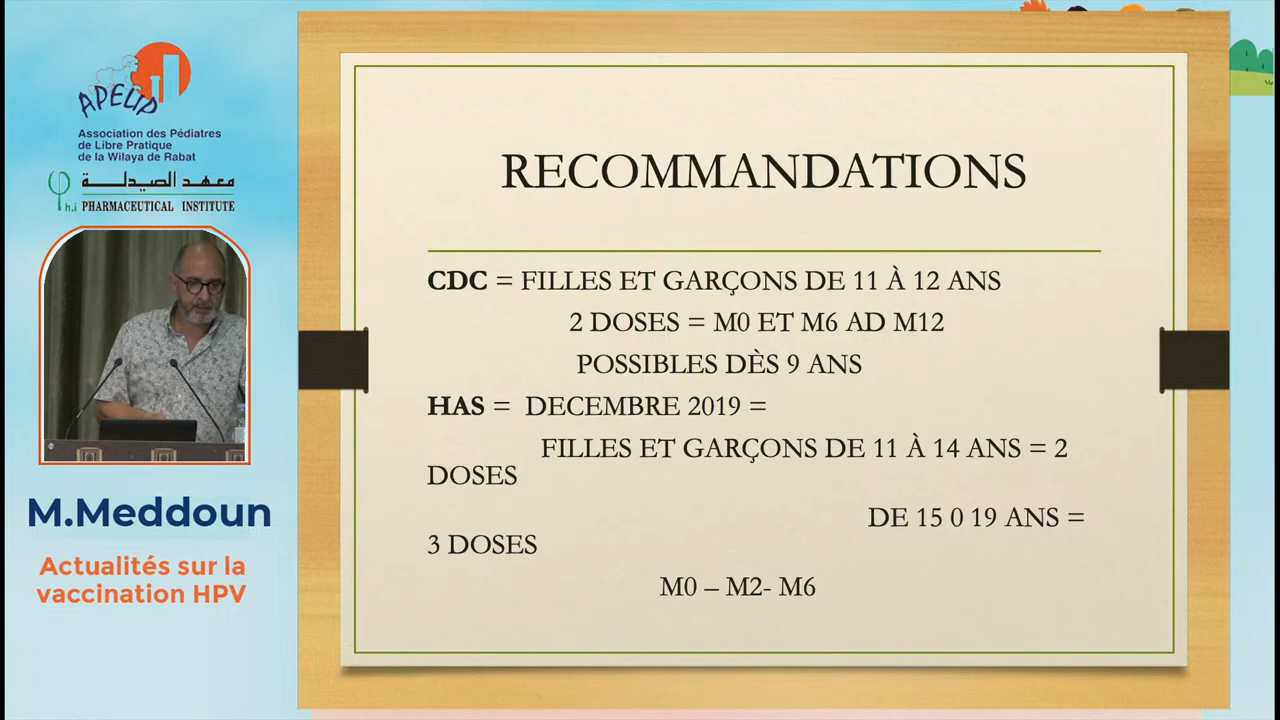 APELIP
Association des Pédiatres
de Libre Pratique
de la Wilaya de Rabat
معهد الصيدلة
ph.i PHARMACEUTICAL INSTITUTE
M.Meddoun
Actualités sur la
vaccination HPV
RECOMMANDATIONS
CDC = FILLES ET GARÇONS DE 11 À 12 ANS
2 DOSES = M0 ET M6 AD M12
POSSIBLES DÈS 9 ANS
HAS = DECEMBRE 2019 =
FILLES ET GARÇONS DE 11 À 14 ANS = 2
DOSES
DE 15 0 19 ANS =
3 DOSES
M0 – M2- M6